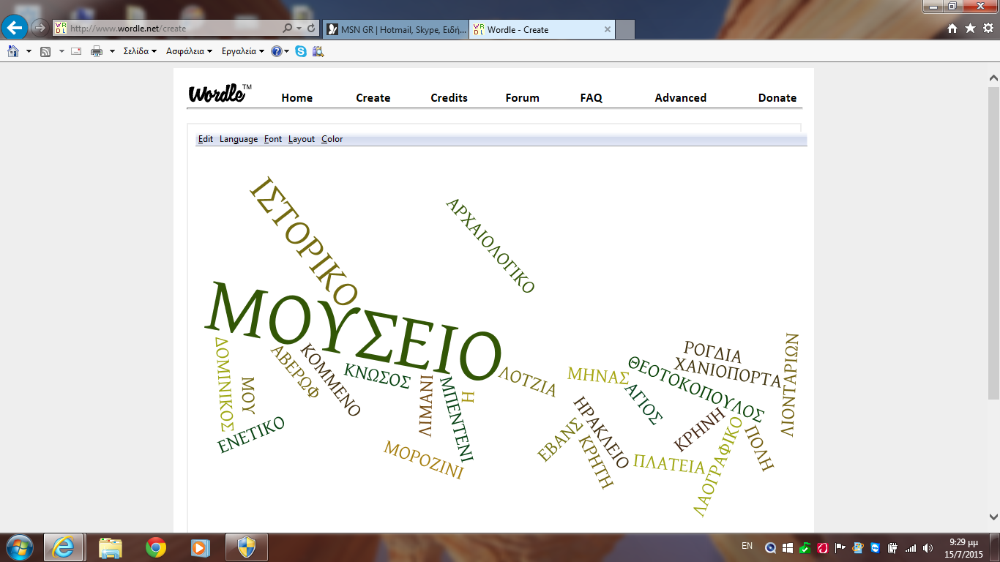 http://www.wordle.net/create
MSN GR | Hotmail, Skype, Ειδή...
Wordle - Create
Σελίδα
Ασφάλεια
Εργαλεία
Wordle™
Home
Create
Credits
Forum
FAQ
Advanced
Donate
Edit
Language
Font
Layout
Color
ΙΣΤΟΡΙΚΟ
ΑΡΧΑΙΟΛΟΓΙΚΟ
ΜΟΥΣΕΙΟ
ΔΟΜΙΝΙΚΟΣ
ΜΟΥ
ΕΝΕΤΙΚΟ
ΑΒΕΡΩΦ
ΚΟΜΜΕΝΟ
ΚΝΩΣΟΣ
ΛΙΜΑΝΙ
ΜΠΕΝΤΕΝΙ
Η
ΜΟΡΟΖΙΝΙ
ΛΟΤΖΙΑ
ΜΗΝΑΣ
ΑΓΙΟΣ
ΘΕΟΤΟΚΟΠΟΥΛΟΣ
ΡΟΓΔΙΑ
ΧΑΝΙΟΠΟΡΤΑ
ΛΙΟΝΤΑΡΙΩΝ
ΕΒΑΝΣ
ΗΡΑΚΛΕΙΟ
ΚΡΗΤΗ
ΚΡΗΝΗ
ΠΛΑΤΕΙΑ
ΛΑΟΓΡΑΦΙΚΟ
ΠΟΛΗ
EN
9:29 μμ
15/7/2015